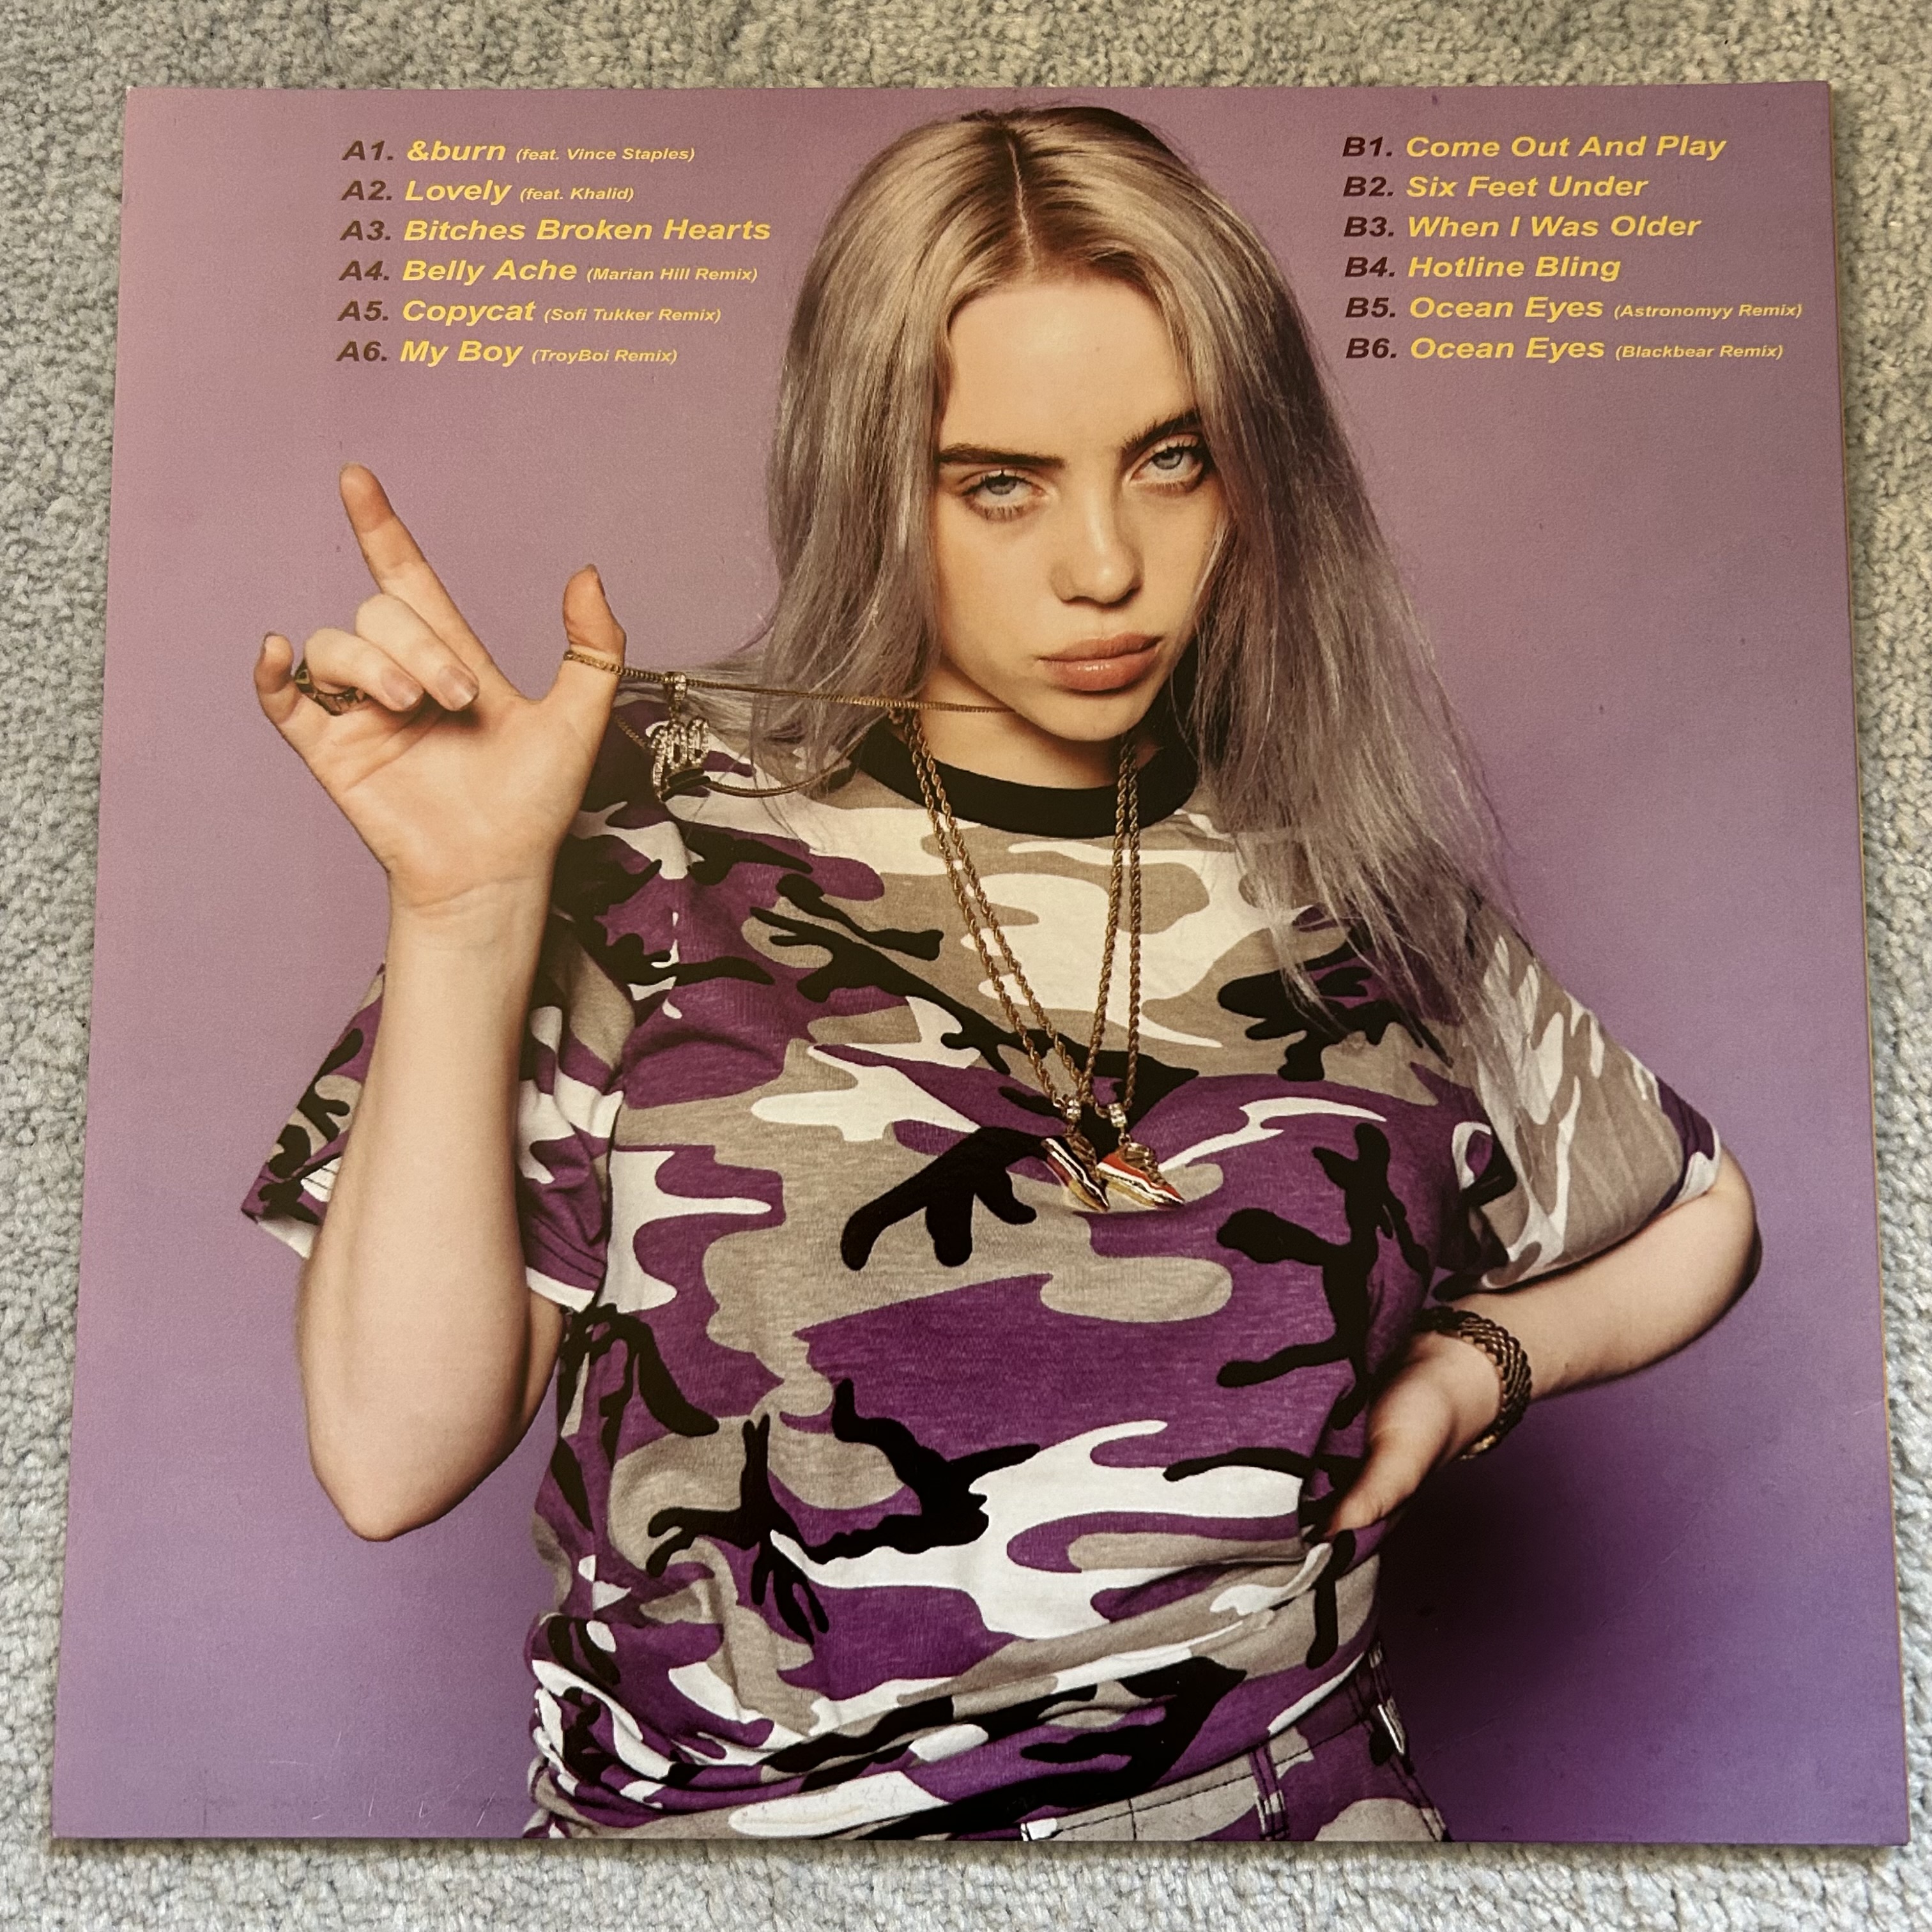 A1. &burn (feat. Vince Staples)
A2. Lovely (feat. Khalid)
A3. Bitches Broken Hearts
A4. Belly Ache (Marian Hill Remix)
A5. Copycat (Sofi Tukker Remix)
A6. My Boy (TroyBoi Remix)
B1. Come Out And Play
B2. Six Feet Under
B3. When I Was Older
B4. Hotline Bling
B5. Ocean Eyes (Astronomyy Remix)
B6. Ocean Eyes (Blackbear Remix)